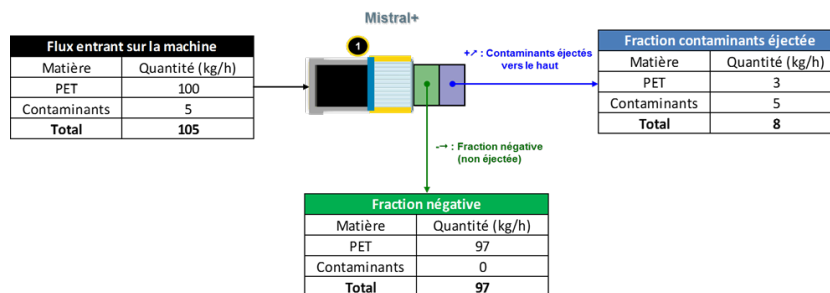 Mistral+
1
Flux entrant sur la machine
Matière Quantité (kg/h)
PET 100
Contaminants 5
Total 105
+↗ : Contaminants éjectés
vers le haut
Fraction contaminants éjectée
Matière Quantité (kg/h)
PET 3
Contaminants 5
Total 8
-→ : Fraction négative
(non éjectée)
Fraction négative
Matière Quantité (kg/h)
PET 97
Contaminants 0
Total 97